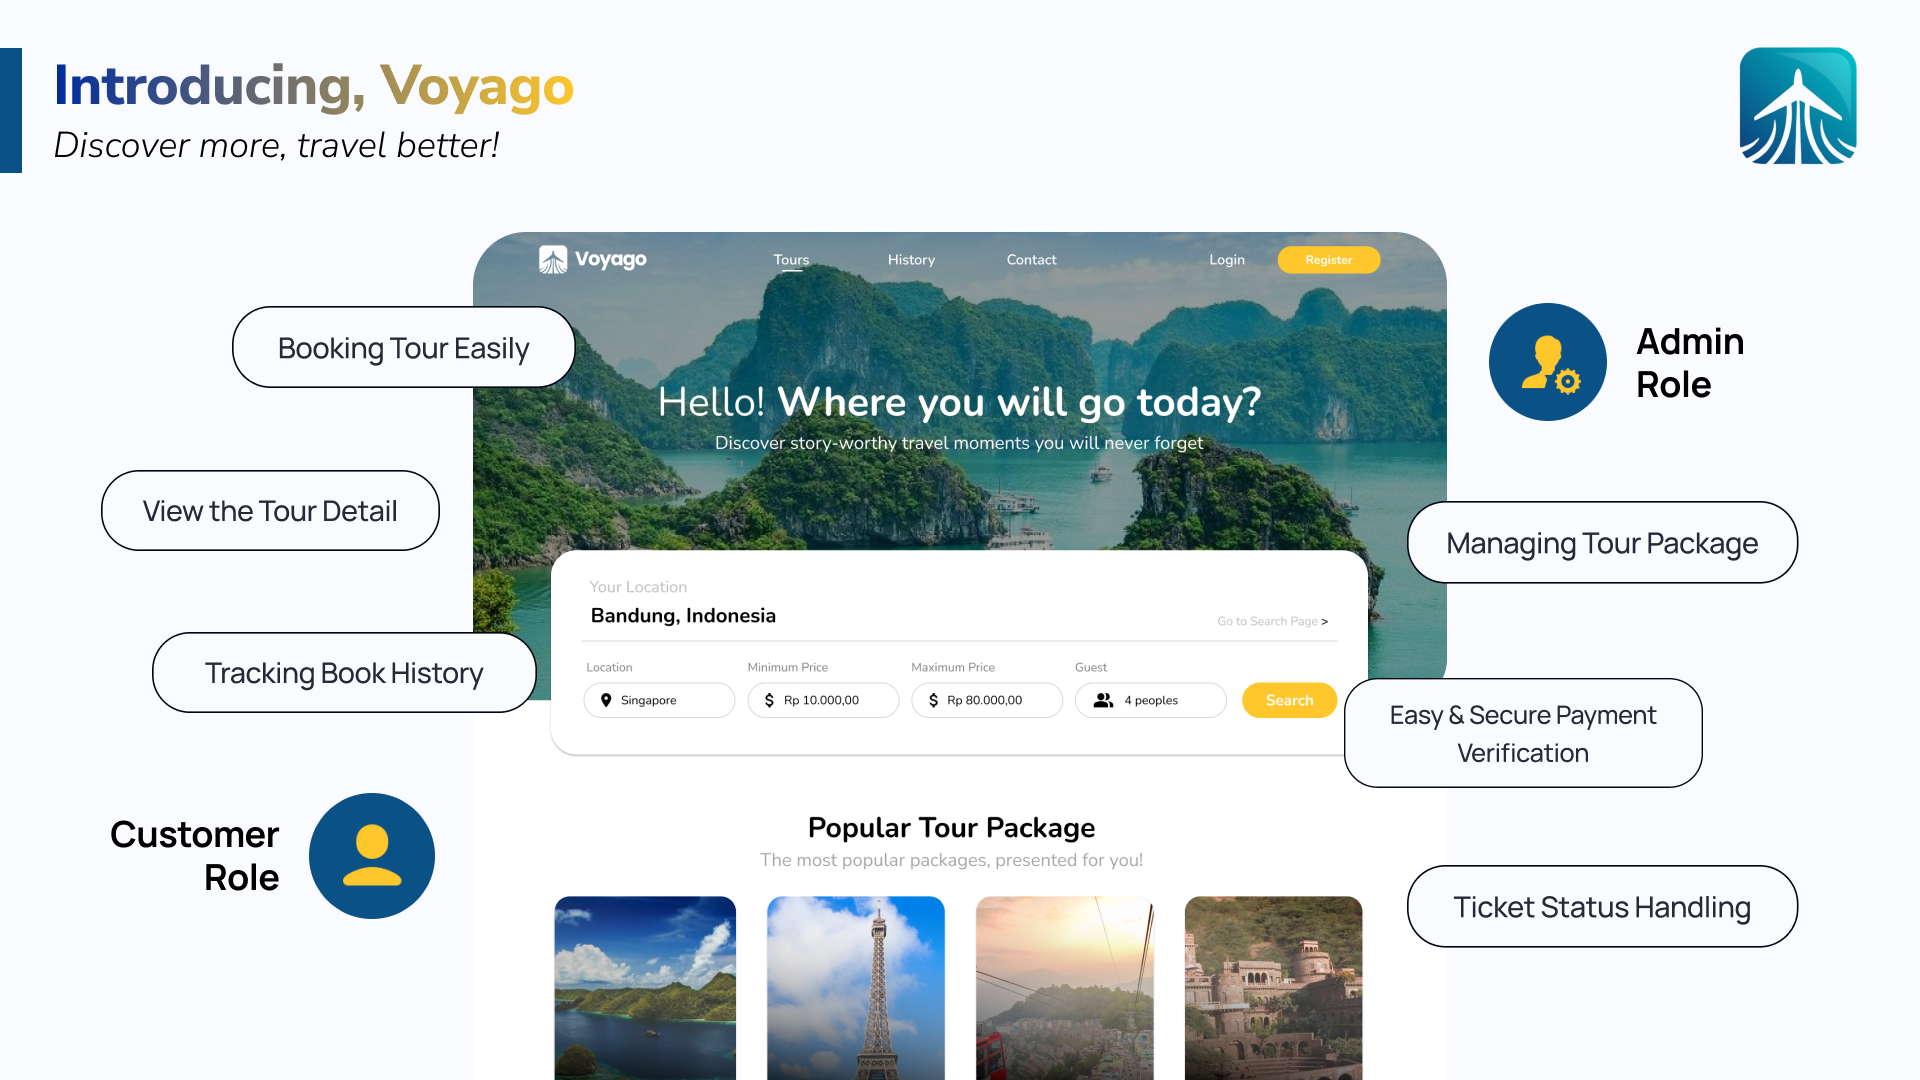 Introducing, Voyago
Discover more, travel better!
Voyago
Tours
History
Contact
Login
Register
Booking Tour Easily
View the Tour Detail
Tracking Book History
Customer
Role
Hello! Where you will go today?
Discover story-worthy travel moments you will never forget
Your Location
Bandung, Indonesia
Go to Search Page >
Location
Minimum Price
Maximum Price
Guest
Singapore
$ Rp 10.000,00
$ Rp 80.000,00
4 peoples
Search
Popular Tour Package
The most popular packages, presented for you!
Admin
Role
Managing Tour Package
Easy & Secure Payment
Verification
Ticket Status Handling